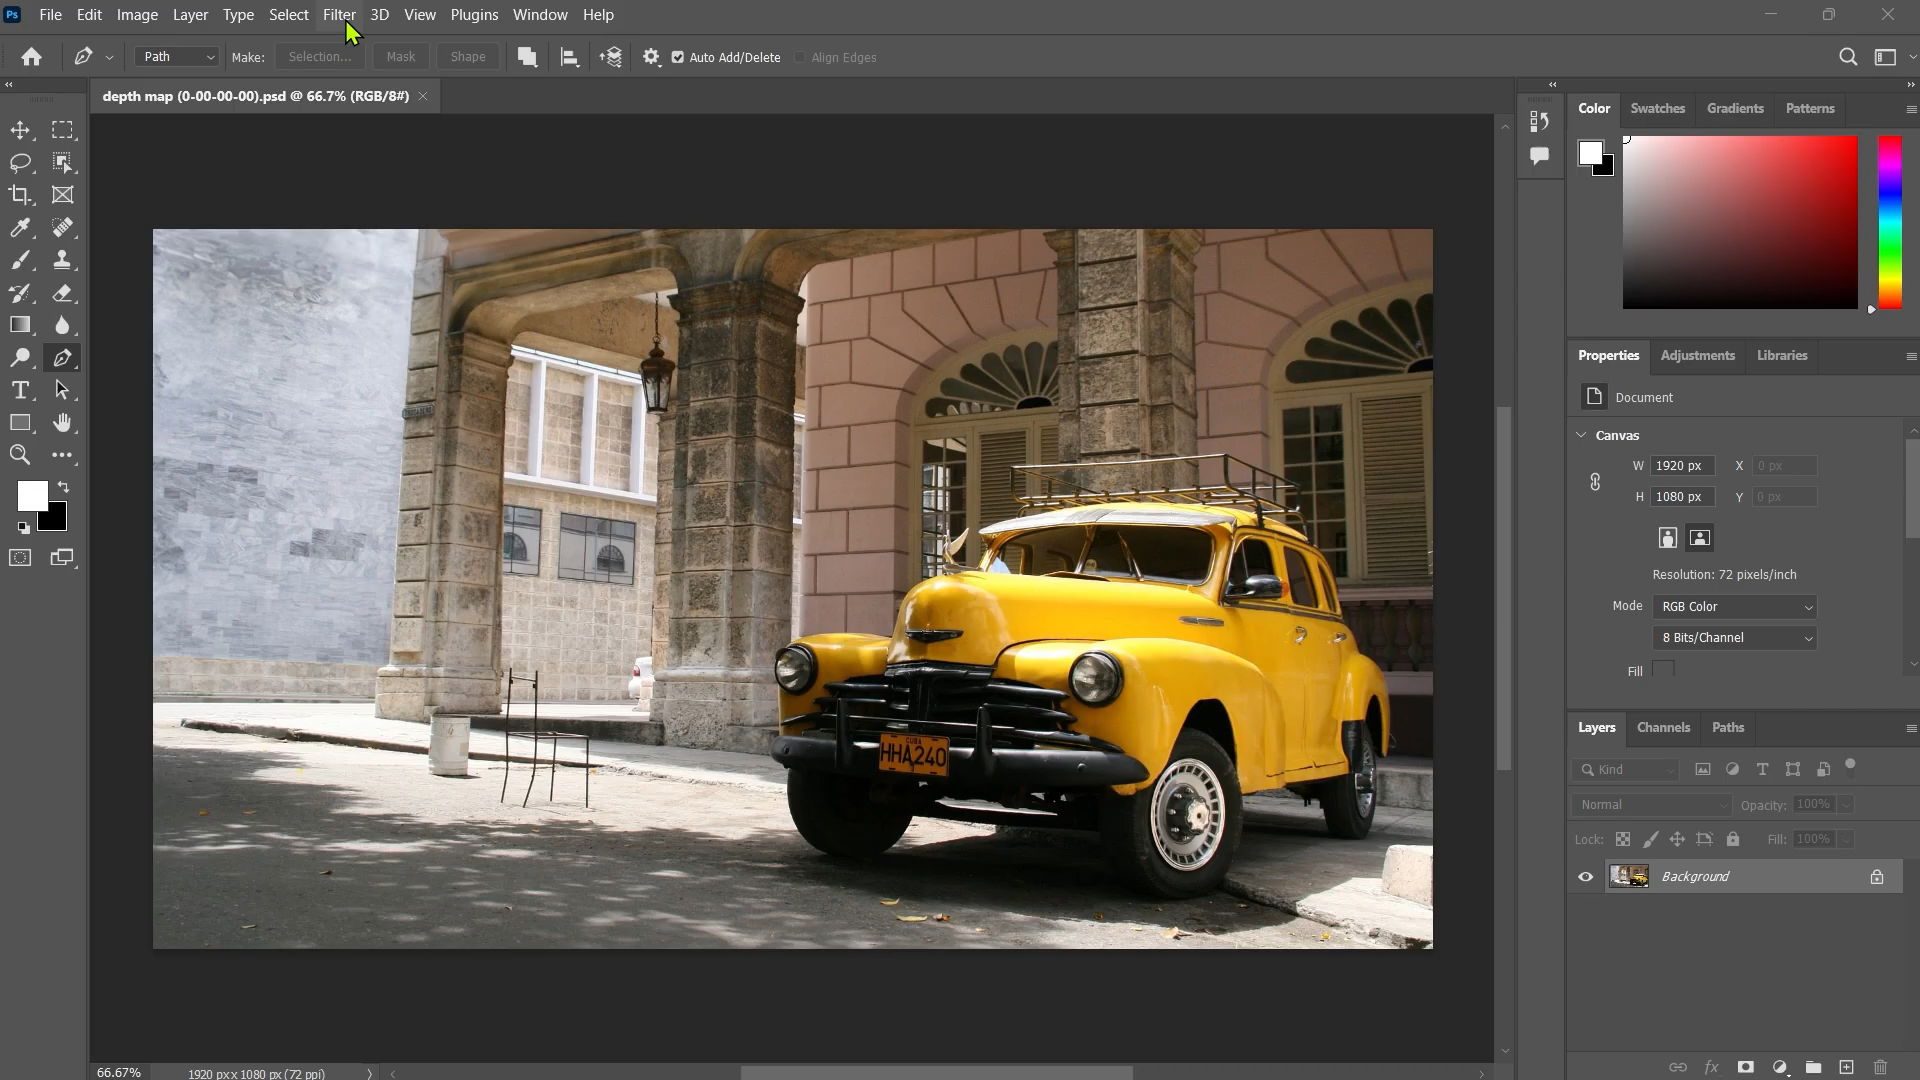 Ps File Edit Image Layer Type Select Filter 3D View Plugins Window Help
Path Make: Selection... Mask Shape Auto Add/Delete Align Edges
depth map (0-00-00-00).psd @ 66.7% (RGB/8#)
Color Swatches Gradients Patterns
Properties Adjustments Libraries
Document
Canvas
W 1920 px X 0 px
H 1080 px Y 0 px
Resolution: 72 pixels/inch
Mode RGB Color
8 Bits/Channel
Fill
CUBA
HHA240
Layers Channels Paths
Kind
Normal Opacity: 100%
Lock: Fill: 100%
Background
66.67% 1920 px x 1080 px (72 ppi)